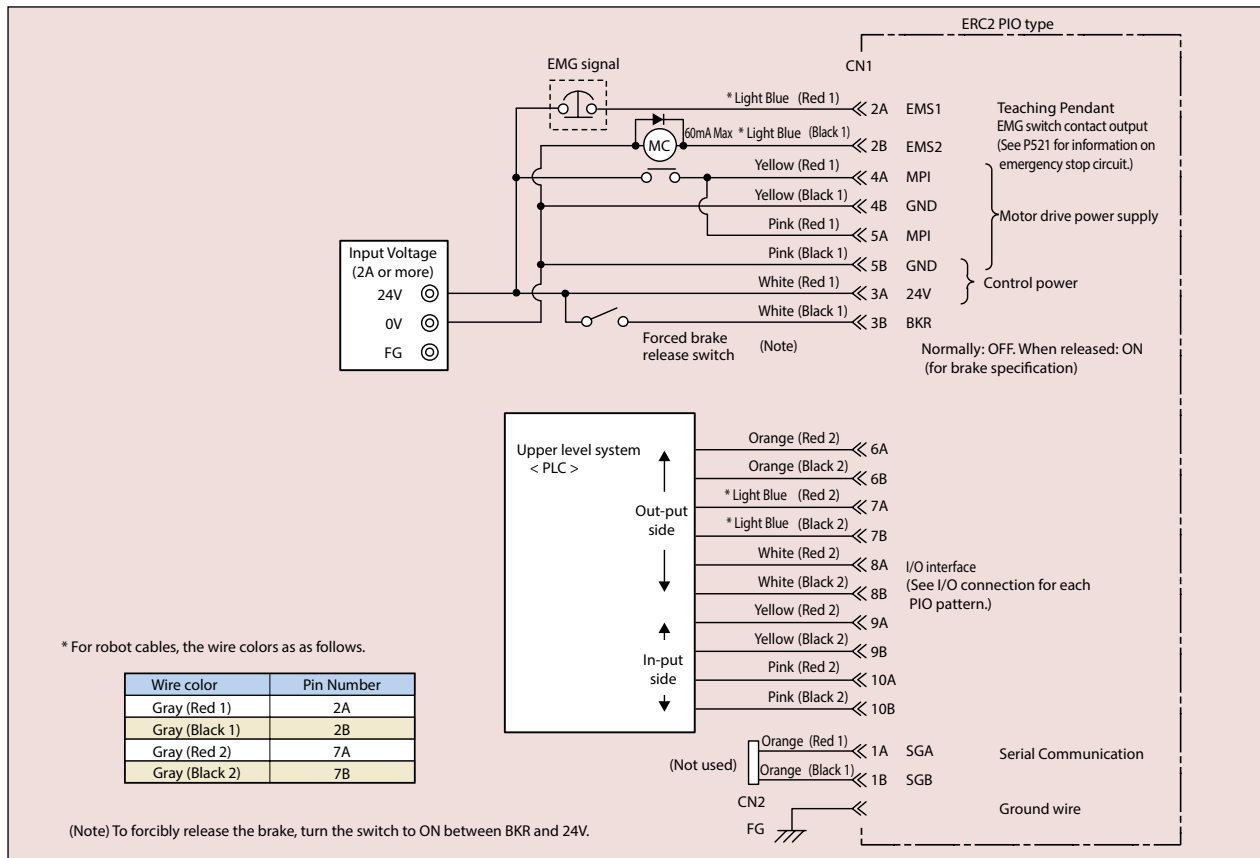 ERC2 PIO type
CN1
EMG signal
* Light Blue (Red 1) 2A EMS1
Teaching Pendant
EMG switch contact output
(See P521 for information on
emergency stop circuit.)
MC
60mA Max * Light Blue (Black 1) 2B EMS2
Yellow (Red 1) 4A MPI
Yellow (Black 1) 4B GND
Motor drive power supply
Pink (Red 1) 5A MPI
Pink (Black 1) 5B GND
Control power
White (Red 1) 3A 24V
White (Black 1) 3B BKR
Input Voltage
(2A or more)
24V
0V
FG
Forced brake
release switch
(Note)
Normally: OFF. When released: ON
(for brake specification)
Upper level system
< PLC >
Out-put
side
In-put
side
Orange (Red 2) 6A
Orange (Black 2) 6B
* Light Blue (Red 2) 7A
* Light Blue (Black 2) 7B
White (Red 2) 8A
White (Black 2) 8B
Yellow (Red 2) 9A
Yellow (Black 2) 9B
Pink (Red 2) 10A
Pink (Black 2) 10B
I/O interface
(See I/O connection for each
PIO pattern.)
* For robot cables, the wire colors as as follows.
Wire color Pin Number
Gray (Red 1) 2A
Gray (Black 1) 2B
Gray (Red 2) 7A
Gray (Black 2) 7B
(Not used)
Orange (Red 1) 1A SGA
Serial Communication
Orange (Black 1) 1B SGB
CN2
FG
Ground wire
(Note) To forcibly release the brake, turn the switch to ON between BKR and 24V.